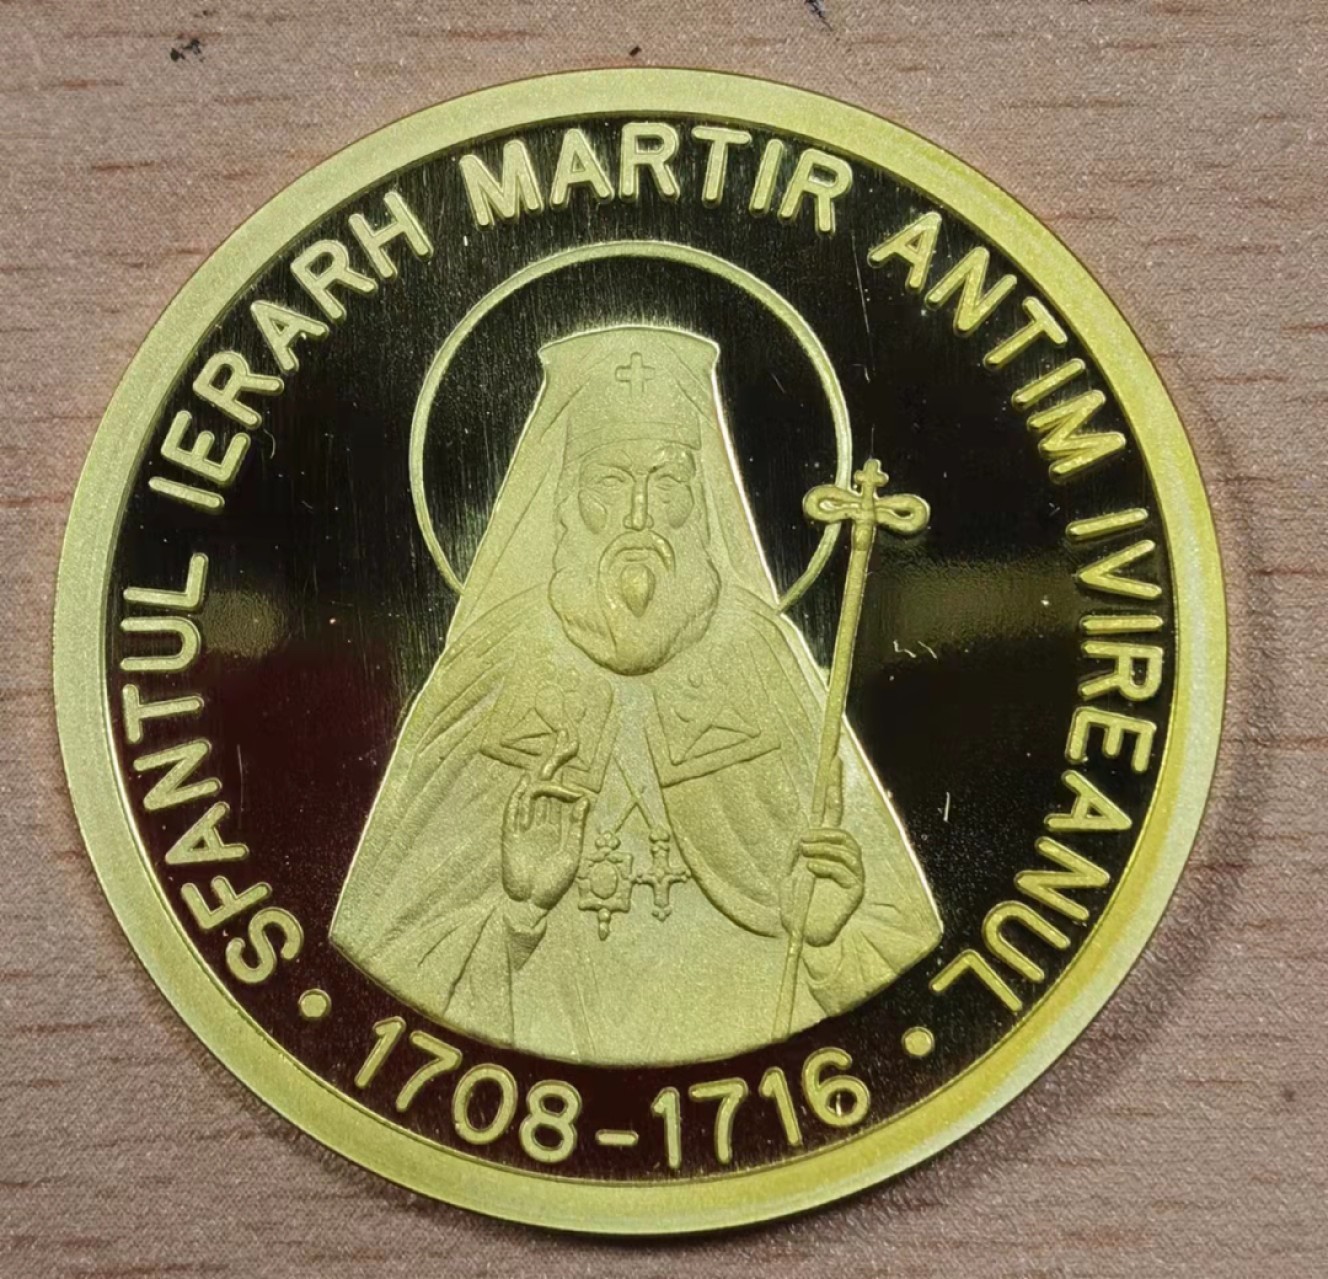 SFANTUL IERARH MARTIR ANTIM IVIREANUL
1708-1716